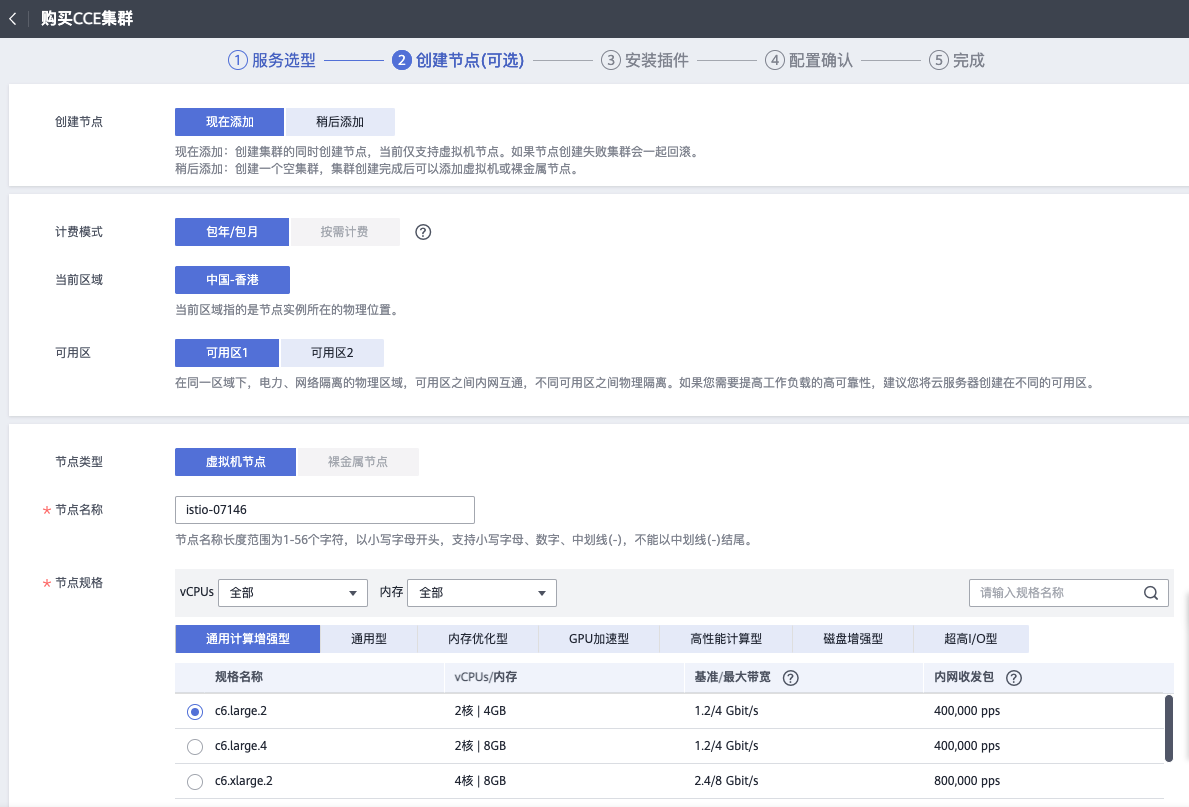 购买CCE集群
1 服务选型 2 创建节点(可选) 3 安装插件 4 配置确认 5 完成
创建节点 现在添加 稍后添加
现在添加：创建集群的同时创建节点，当前仅支持虚拟机节点。如果节点创建失败集群会一起回滚。
稍后添加：创建一个空集群，集群创建完成后可以添加虚拟机或裸金属节点。
计费模式 包年/包月 按需计费 ?
当前区域 中国-香港
当前区域指的是节点实例所在的物理位置。
可用区 可用区1 可用区2
在同一区域下，电力、网络隔离的物理区域，可用区之间内网互通，不同可用区之间物理隔离。如果您需要提高工作负载的高可靠性，建议您将云服务器创建在不同的可用区。
节点类型 虚拟机节点 裸金属节点
* 节点名称 istio-07146
节点名称长度范围为1-56个字符，以小写字母开头，支持小写字母、数字、中划线(-)，不能以中划线(-)结尾。
* 节点规格 vCPUs 全部 内存 全部 请输入规格名称
通用计算增强型 通用型 内存优化型 GPU加速型 高性能计算型 磁盘增强型 超高I/O型
规格名称 vCPUs/内存 基准/最大带宽 ? 内网收发包 ?
c6.large.2 2核 | 4GB 1.2/4 Gbit/s 400,000 pps
c6.large.4 2核 | 8GB 1.2/4 Gbit/s 400,000 pps
c6.xlarge.2 4核 | 8GB 2.4/8 Gbit/s 800,000 pps